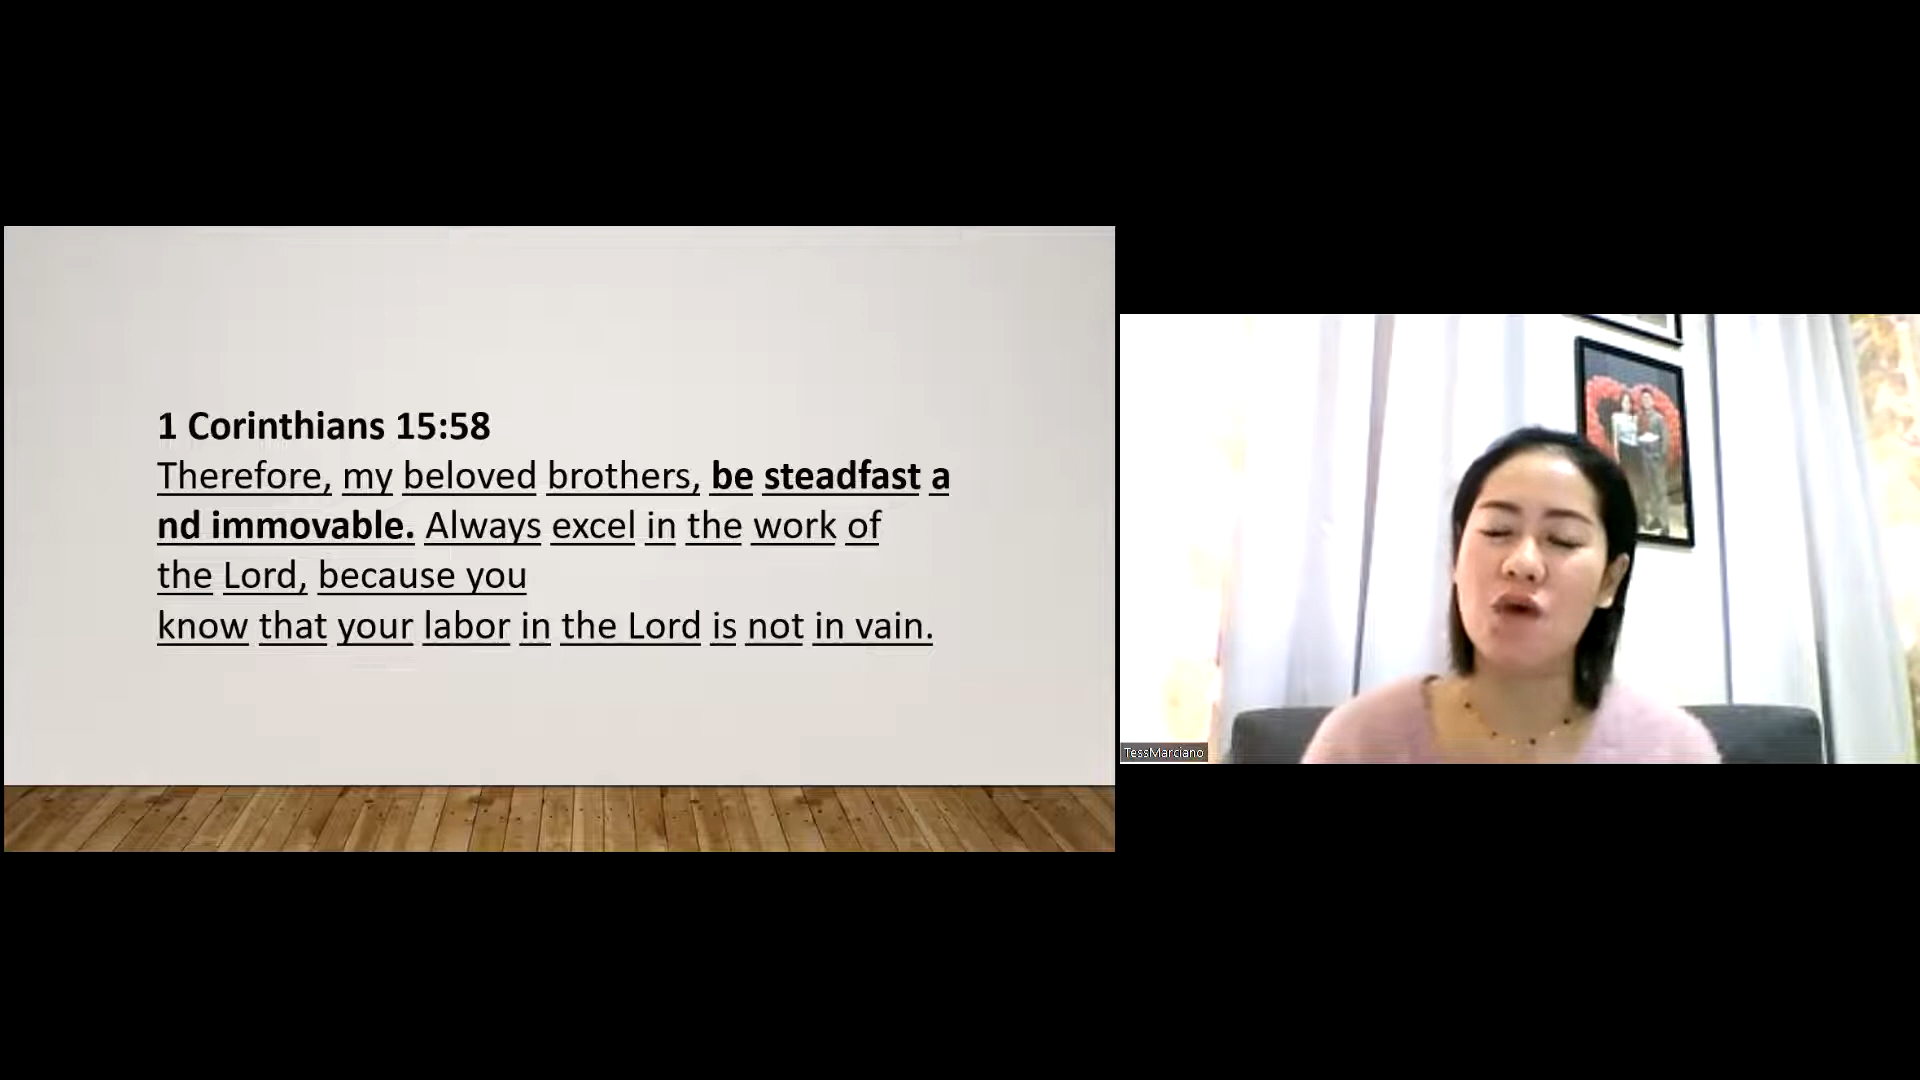 1 Corinthians 15:58
Therefore, my beloved brothers, be steadfast a
nd immovable. Always excel in the work of
the Lord, because you
know that your labor in the Lord is not in vain.
TessMarciano